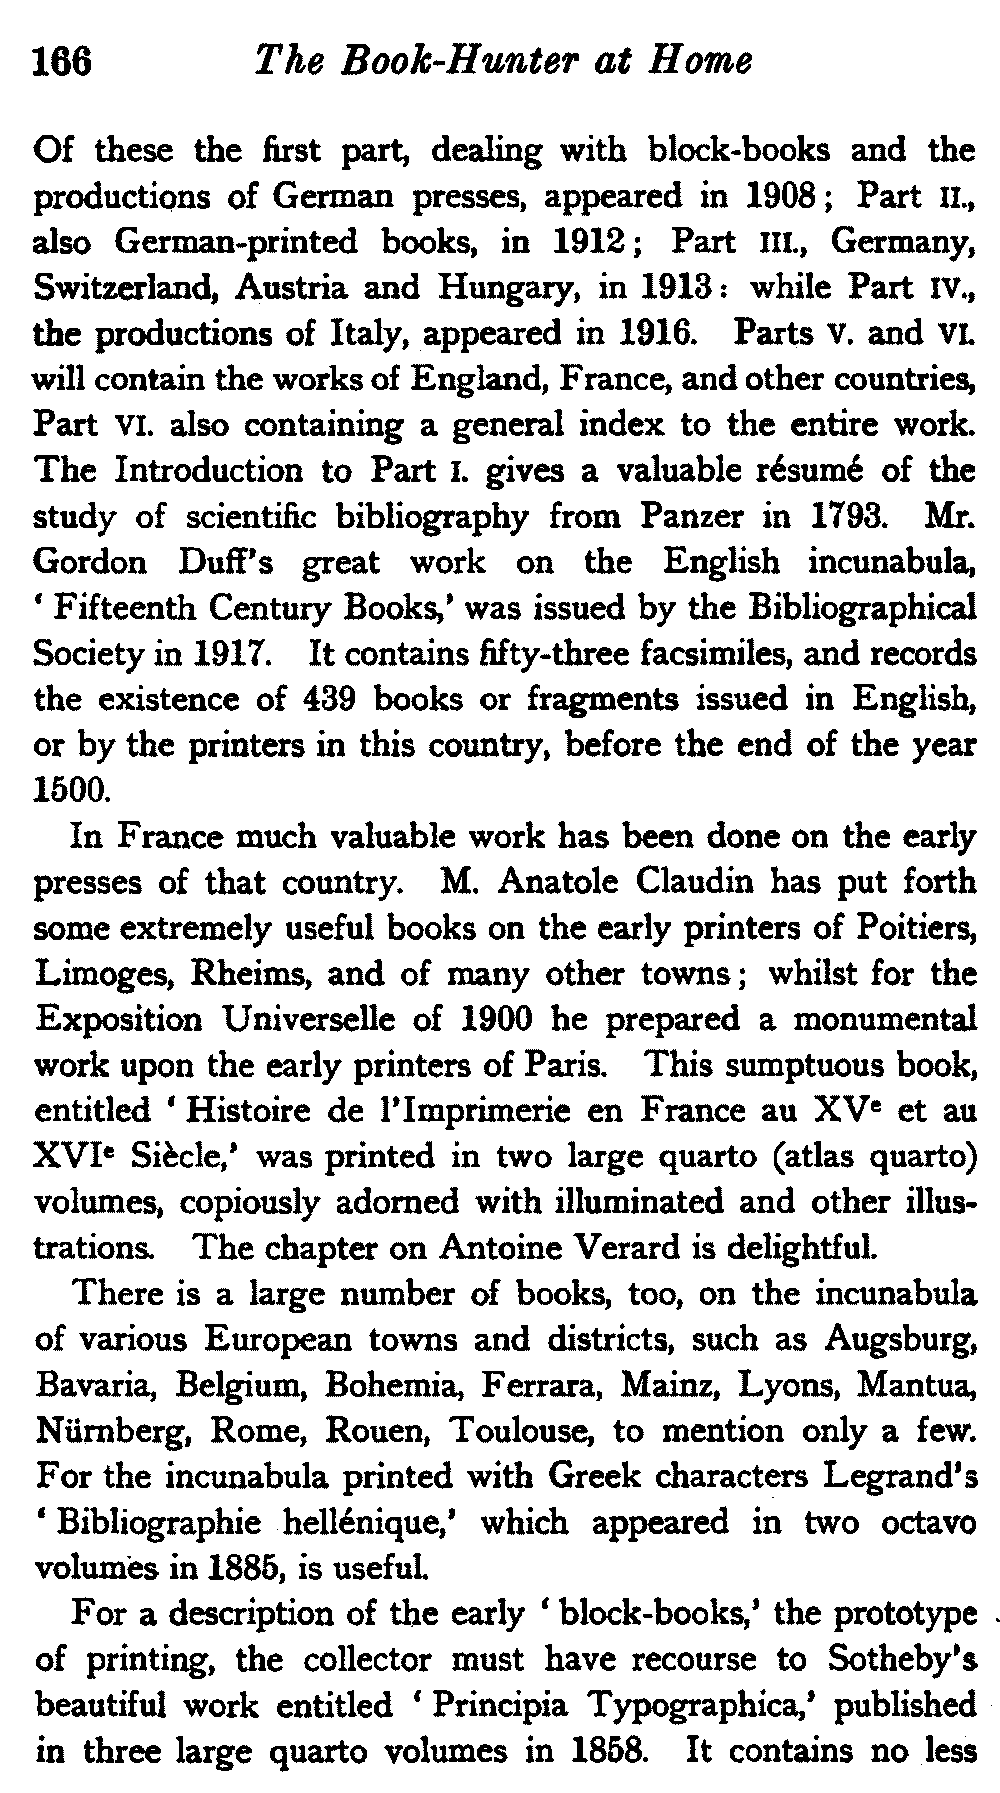 166 The Book-Hunter at Home
Of these the first part, dealing with block-books and the
productions of German presses, appeared in 1908; Part II.,
also German-printed books, in 1912; Part III., Germany,
Switzerland, Austria and Hungary, in 1913: while Part IV.,
the productions of Italy, appeared in 1916. Parts V. and VI.
will contain the works of England, France, and other countries,
Part VI. also containing a general index to the entire work.
The Introduction to Part I. gives a valuable résumé of the
study of scientific bibliography from Panzer in 1793. Mr.
Gordon Duff's great work on the English incunabula,
‘Fifteenth Century Books,’ was issued by the Bibliographical
Society in 1917. It contains fifty-three facsimiles, and records
the existence of 439 books or fragments issued in English,
or by the printers in this country, before the end of the year
1500.
In France much valuable work has been done on the early
presses of that country. M. Anatole Claudin has put forth
some extremely useful books on the early printers of Poitiers,
Limoges, Rheims, and of many other towns; whilst for the
Exposition Universelle of 1900 he prepared a monumental
work upon the early printers of Paris. This sumptuous book,
entitled ‘Histoire de l'Imprimerie en France au XVᵉ et au
XVIᵉ Siècle,’ was printed in two large quarto (atlas quarto)
volumes, copiously adorned with illuminated and other illus-
trations. The chapter on Antoine Verard is delightful.
There is a large number of books, too, on the incunabula
of various European towns and districts, such as Augsburg,
Bavaria, Belgium, Bohemia, Ferrara, Mainz, Lyons, Mantua,
Nürnberg, Rome, Rouen, Toulouse, to mention only a few.
For the incunabula printed with Greek characters Legrand's
‘Bibliographie hellénique,’ which appeared in two octavo
volumes in 1885, is useful.
For a description of the early ‘block-books,’ the prototype
of printing, the collector must have recourse to Sotheby's
beautiful work entitled ‘Principia Typographica,’ published
in three large quarto volumes in 1858. It contains no less